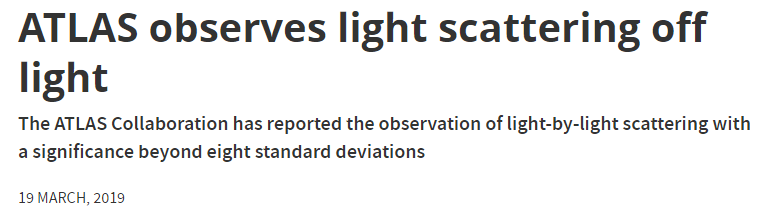 ATLAS observes light scattering off
light
The ATLAS Collaboration has reported the observation of light-by-light scattering with
a significance beyond eight standard deviations
19 MARCH, 2019